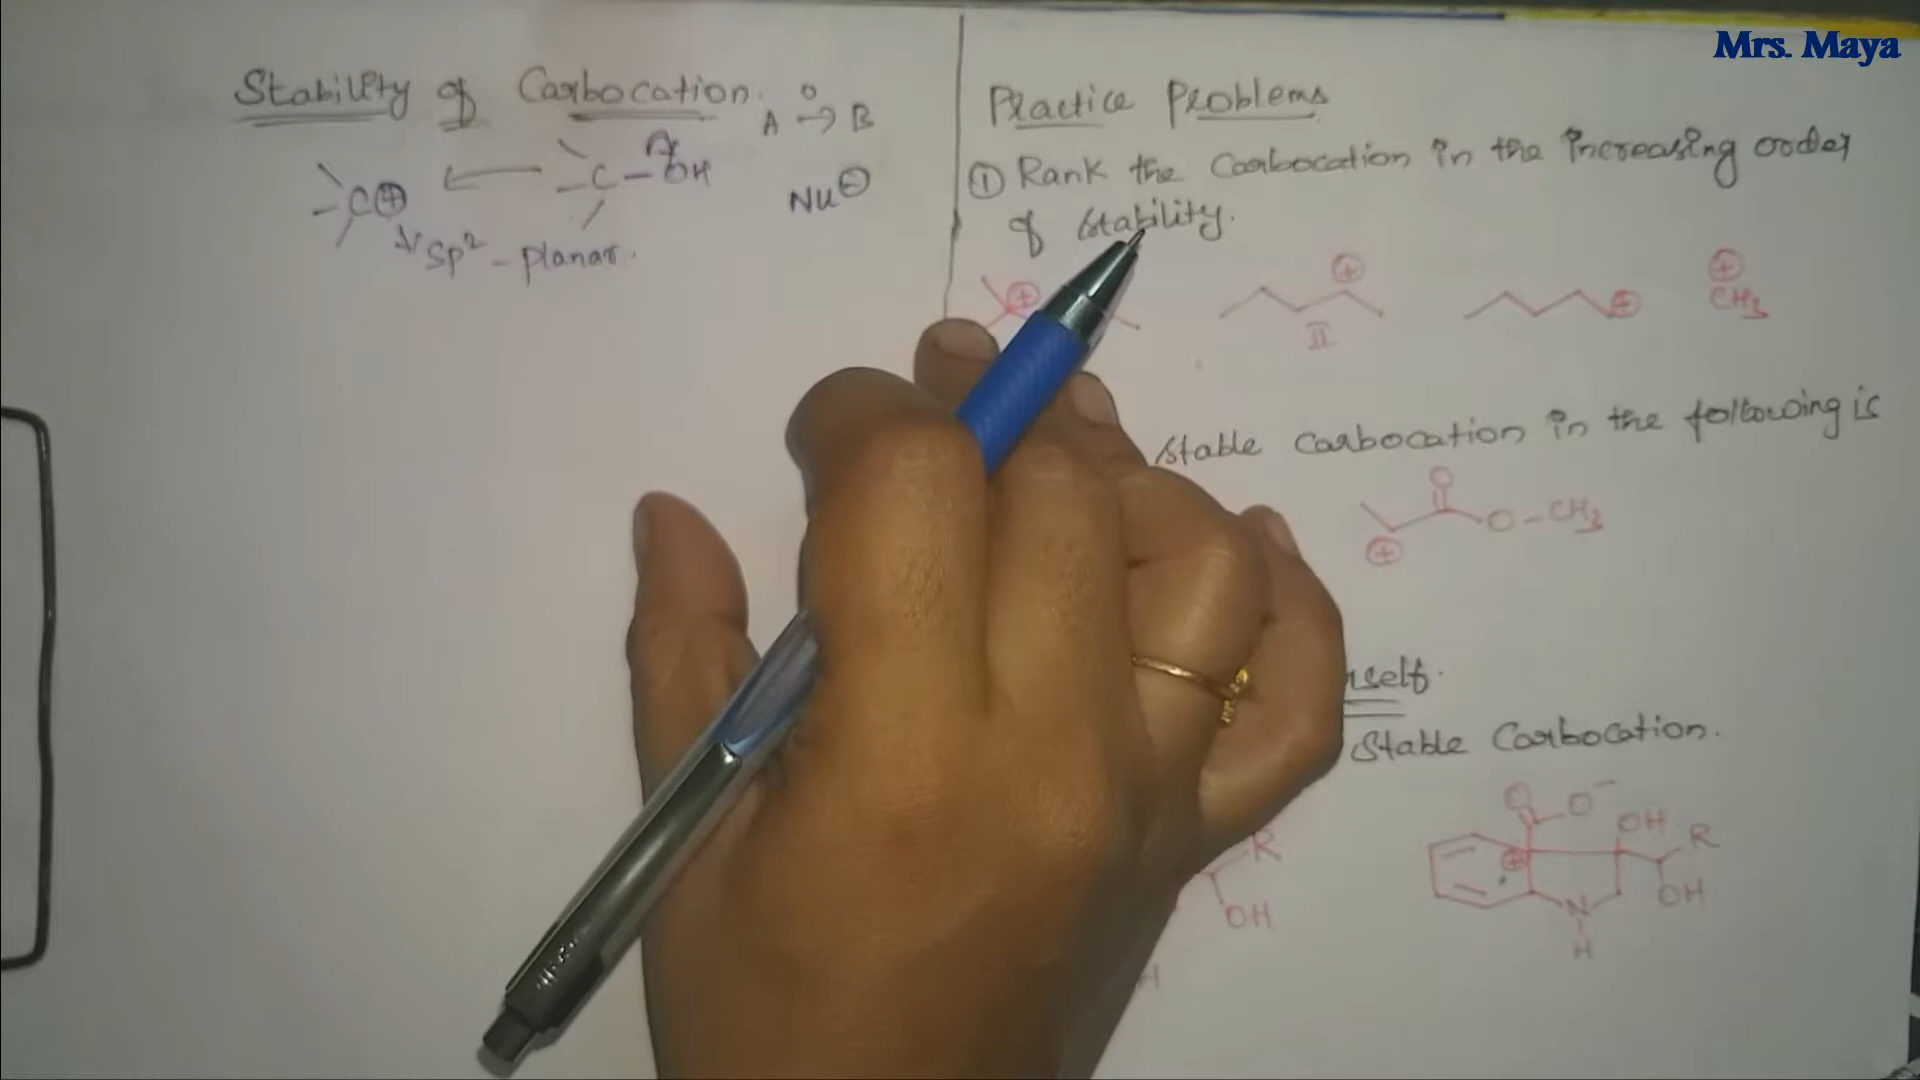 Mrs. Maya
Stability of Carbocation.
A → B
C – OH
C⊕
Nu⊖
sp² - planar.
Practice Problems
① Rank the Carbocation in the increasing order
of stability.
⊕
⊕
⊕
⊕
CH₃
II
stable carbocation in the following is
O
O – CH₃
⊕
Stable Carbocation.
O
O⁻
OH
R
⊕
OH
N
H
R
OH
H